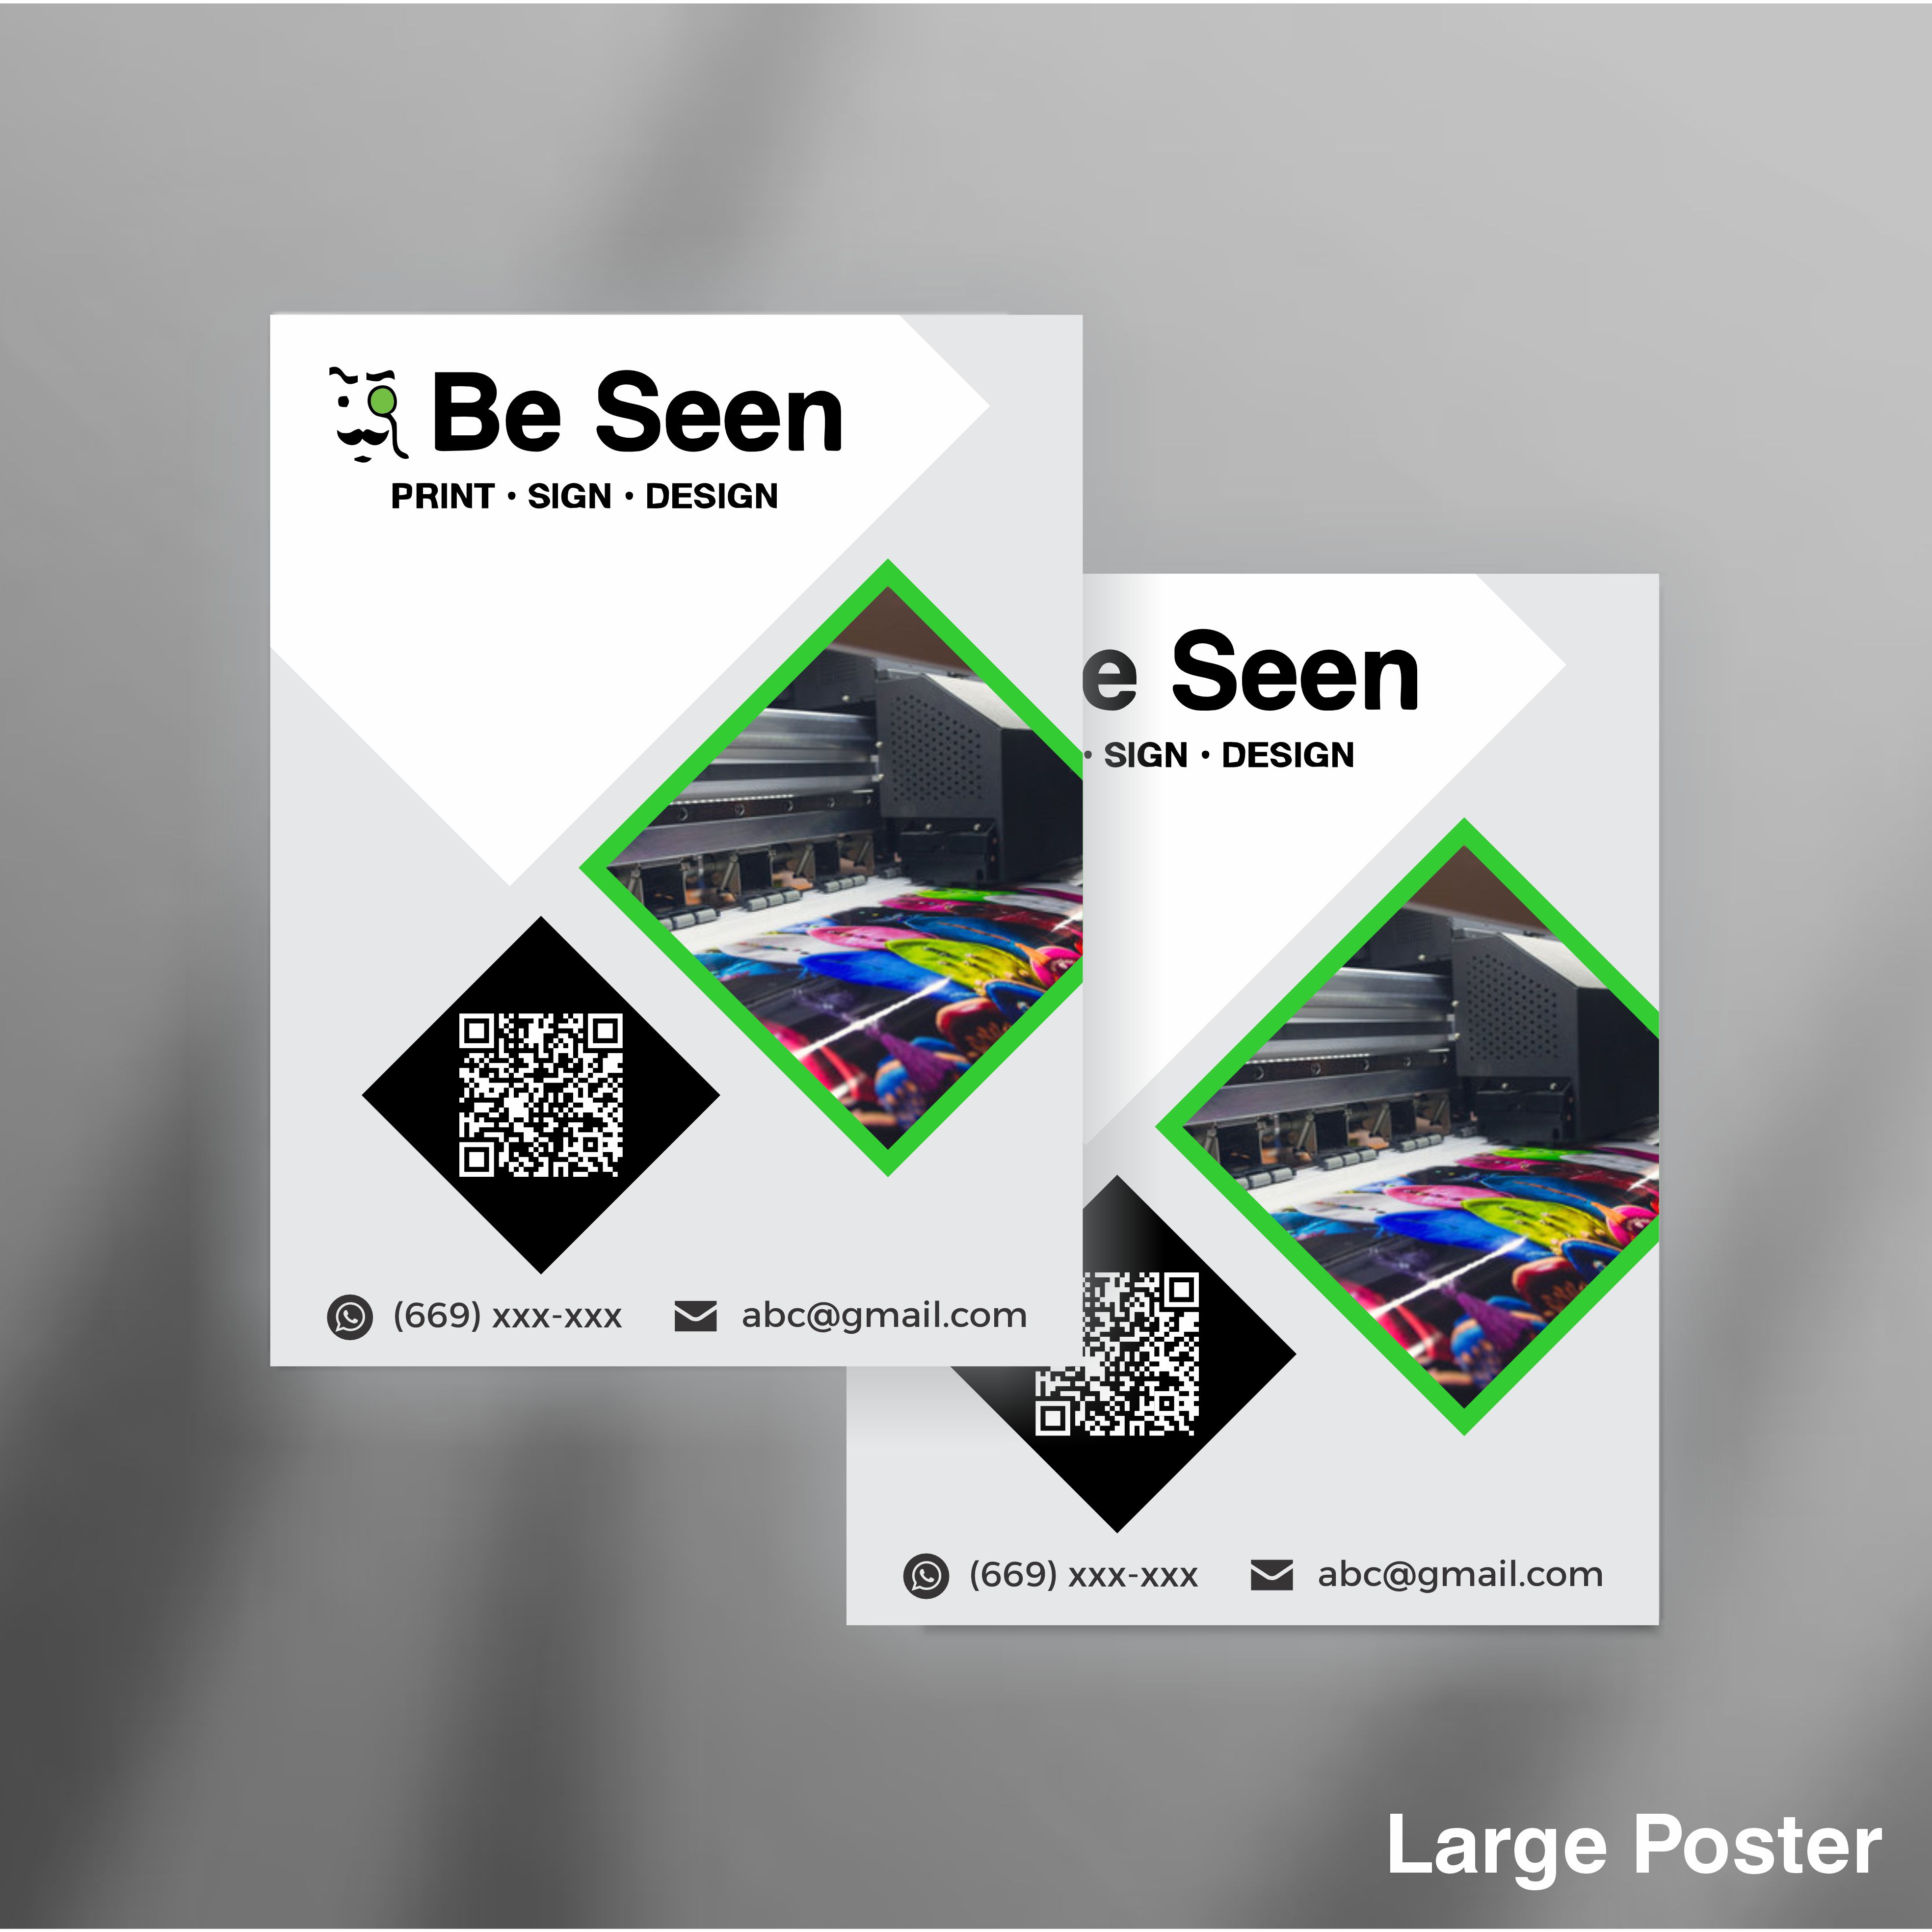 Be Seen
PRINT • SIGN • DESIGN
(669) xxx-xxx
abc@gmail.com
e Seen
• SIGN • DESIGN
(669) xxx-xxx
abc@gmail.com
Large Poster